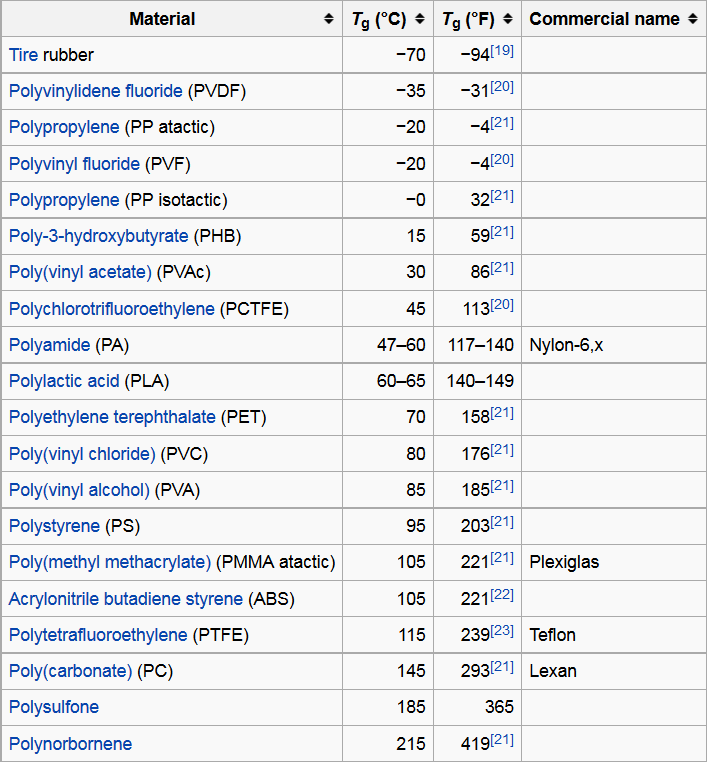 Material Tg (°C) Tg (°F) Commercial name
Tire rubber −70 −94[19]
Polyvinylidene fluoride (PVDF) −35 −31[20]
Polypropylene (PP atactic) −20 −4[21]
Polyvinyl fluoride (PVF) −20 −4[20]
Polypropylene (PP isotactic) −0 32[21]
Poly-3-hydroxybutyrate (PHB) 15 59[21]
Poly(vinyl acetate) (PVAc) 30 86[21]
Polychlorotrifluoroethylene (PCTFE) 45 113[20]
Polyamide (PA) 47–60 117–140 Nylon-6,x
Polylactic acid (PLA) 60–65 140–149
Polyethylene terephthalate (PET) 70 158[21]
Poly(vinyl chloride) (PVC) 80 176[21]
Poly(vinyl alcohol) (PVA) 85 185[21]
Polystyrene (PS) 95 203[21]
Poly(methyl methacrylate) (PMMA atactic) 105 221[21] Plexiglas
Acrylonitrile butadiene styrene (ABS) 105 221[22]
Polytetrafluoroethylene (PTFE) 115 239[23] Teflon
Poly(carbonate) (PC) 145 293[21] Lexan
Polysulfone 185 365
Polynorbornene 215 419[21]